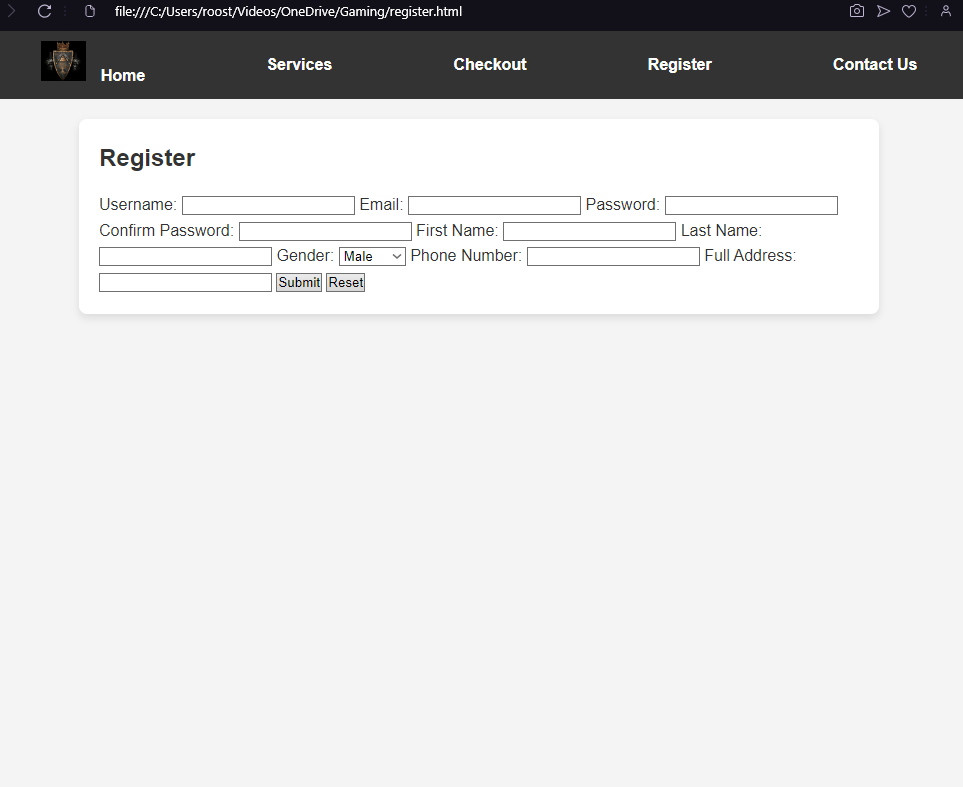 file:///C:/Users/roost/Videos/OneDrive/Gaming/register.html
Home Services Checkout Register Contact Us
Register
Username: Email: Password:
Confirm Password: First Name: Last Name:
Gender: Male Phone Number: Full Address:
Submit Reset